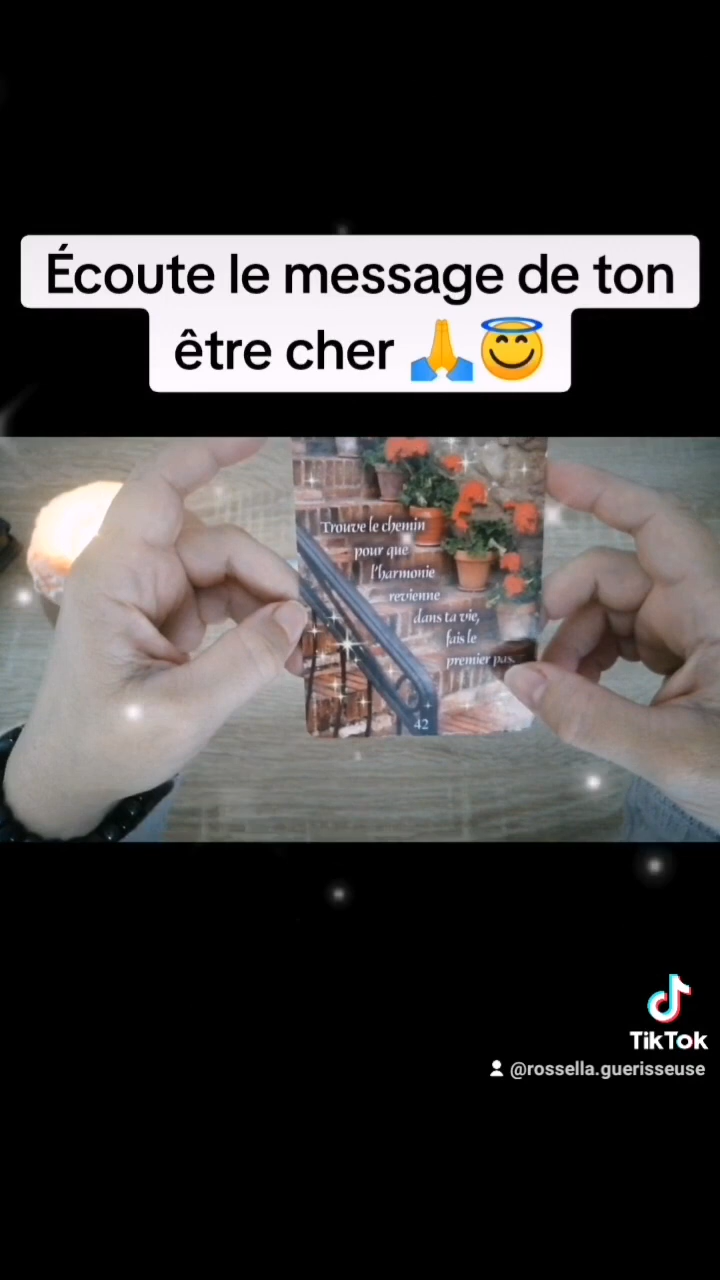 Écoute le message de ton
être cher 🙏😇
Trouve le chemin
pour que
l'harmonie
revienne
dans ta vie,
fais le
premier pas.
42
TikTok
@rossella.guerisseuse